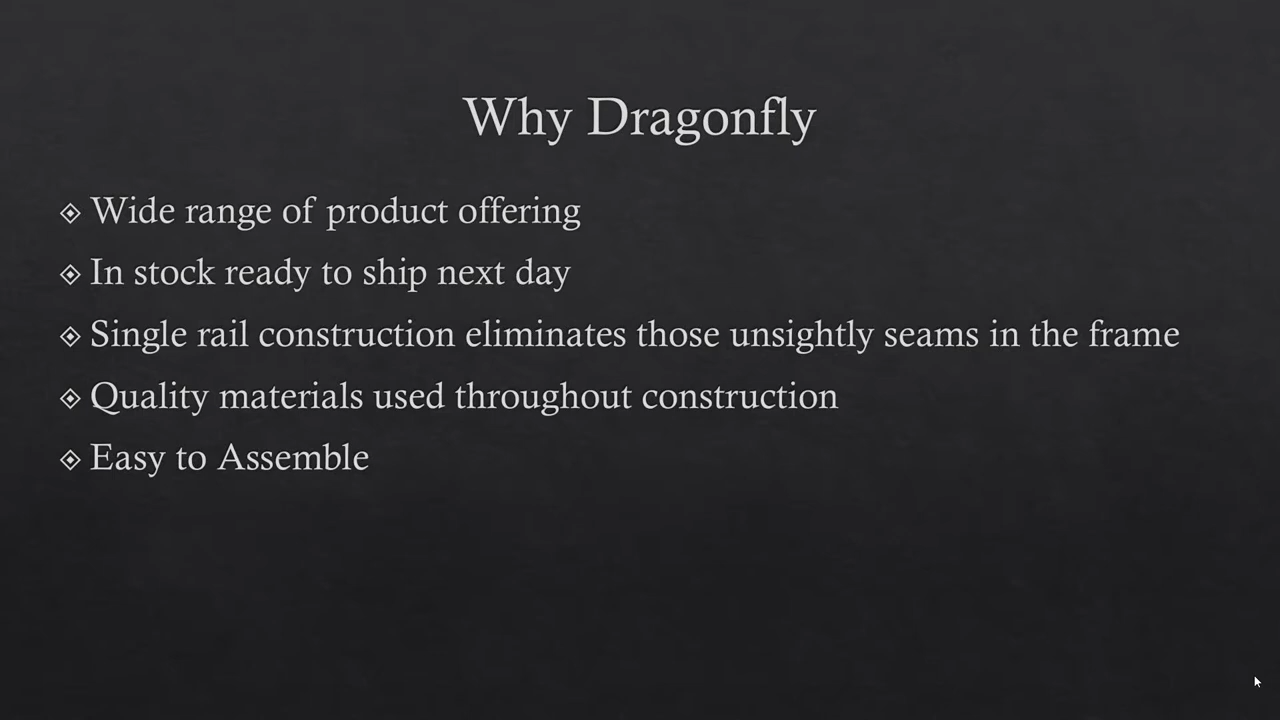 Why Dragonfly
Wide range of product offering
In stock ready to ship next day
Single rail construction eliminates those unsightly seams in the frame
Quality materials used throughout construction
Easy to Assemble